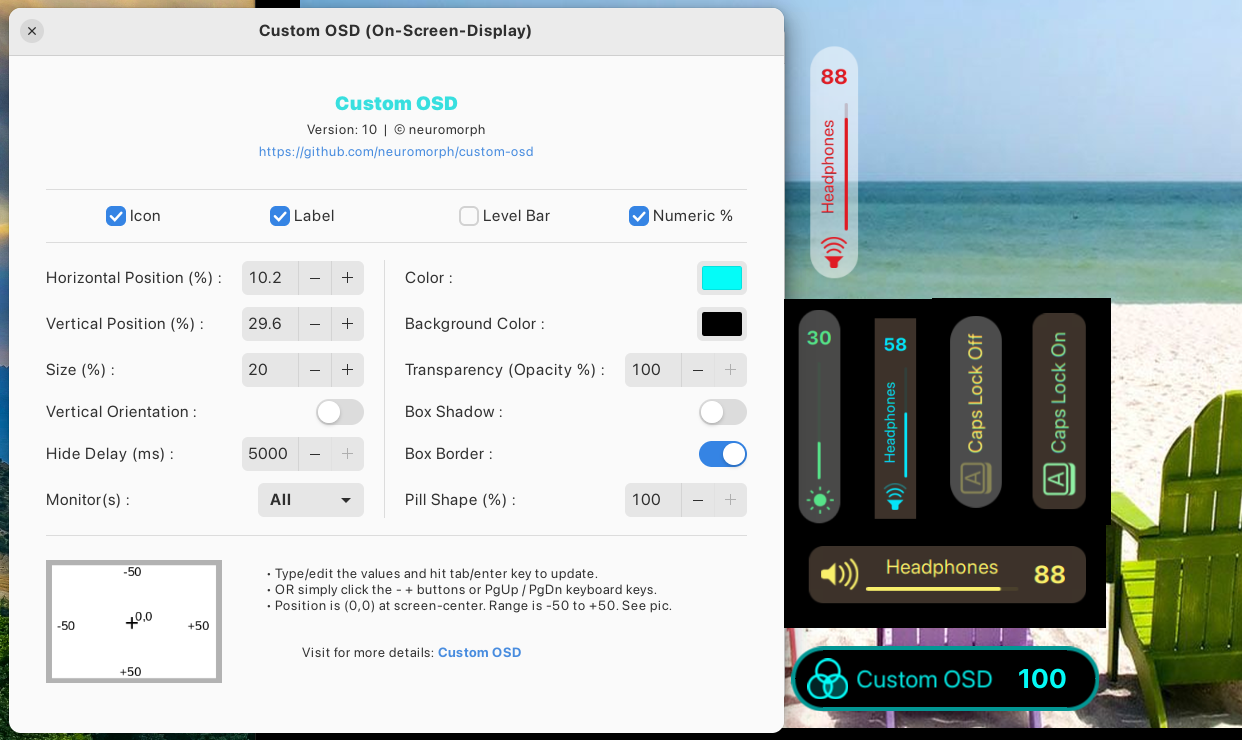 Custom OSD (On-Screen-Display)
Custom OSD
Version: 10 | © neuromorph
https://github.com/neuromorph/custom-osd
Icon
Label
Level Bar
Numeric %
Horizontal Position (%) :
10.2
Vertical Position (%) :
29.6
Size (%) :
20
Vertical Orientation :
Hide Delay (ms) :
5000
Monitor(s) :
All
Color :
Background Color :
Transparency (Opacity %) :
100
Box Shadow :
Box Border :
Pill Shape (%) :
100
-50
-50
0,0
+50
+50
• Type/edit the values and hit tab/enter key to update.
• OR simply click the - + buttons or PgUp / PgDn keyboard keys.
• Position is (0,0) at screen-center. Range is -50 to +50. See pic.
Visit for more details: Custom OSD
88
Headphones
30
58
Headphones
Caps Lock Off
A
Caps Lock On
A
Headphones
88
Custom OSD
100